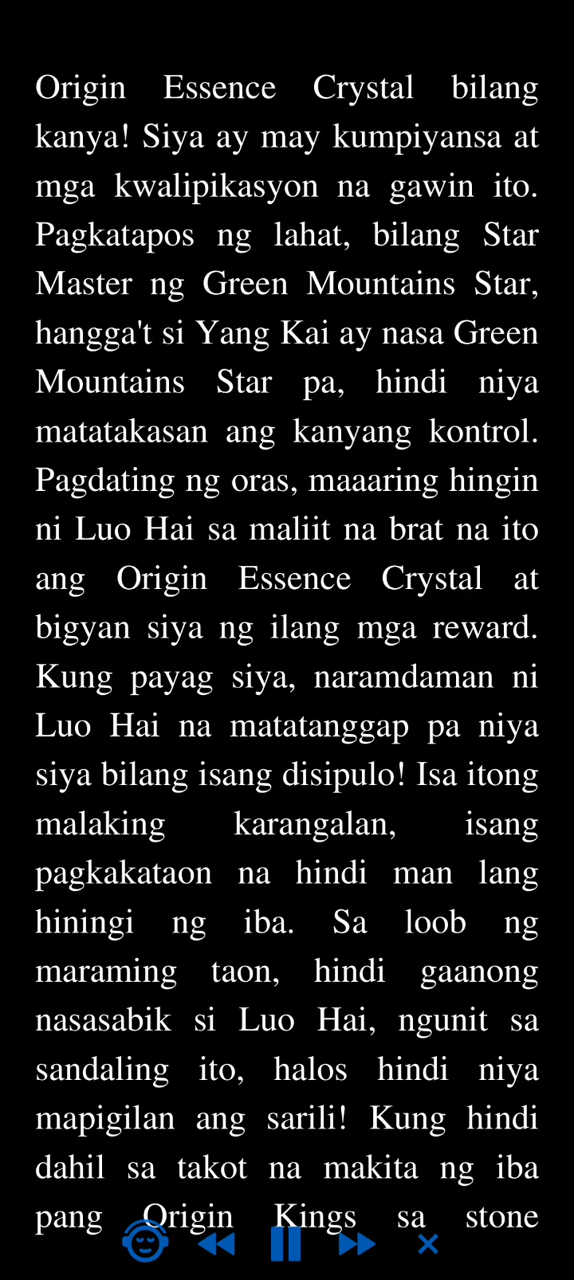 Origin Essence Crystal bilang
kanya! Siya ay may kumpiyansa at
mga kwalipikasyon na gawin ito.
Pagkatapos ng lahat, bilang Star
Master ng Green Mountains Star,
hangga't si Yang Kai ay nasa Green
Mountains Star pa, hindi niya
matatakasan ang kanyang kontrol.
Pagdating ng oras, maaaring hingin
ni Luo Hai sa maliit na brat na ito
ang Origin Essence Crystal at
bigyan siya ng ilang mga reward.
Kung payag siya, naramdaman ni
Luo Hai na matatanggap pa niya
siya bilang isang disipulo! Isa itong
malaking karangalan, isang
pagkakataon na hindi man lang
hiningi ng iba. Sa loob ng
maraming taon, hindi gaanong
nasasabik si Luo Hai, ngunit sa
sandaling ito, halos hindi niya
mapigilan ang sarili! Kung hindi
dahil sa takot na makita ng iba
pang Origin Kings sa stone